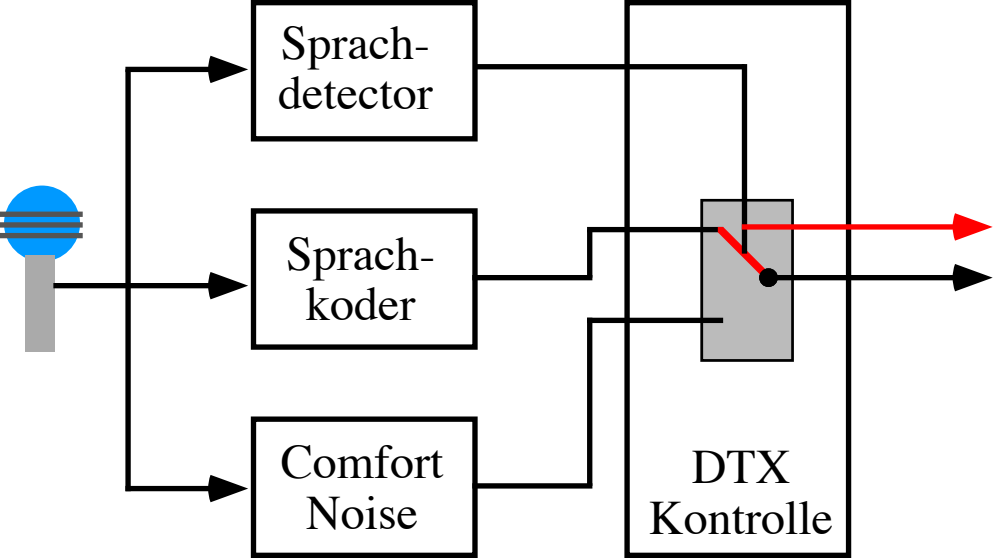 Sprach-
detector
Sprach-
koder
Comfort
Noise
DTX
Kontrolle